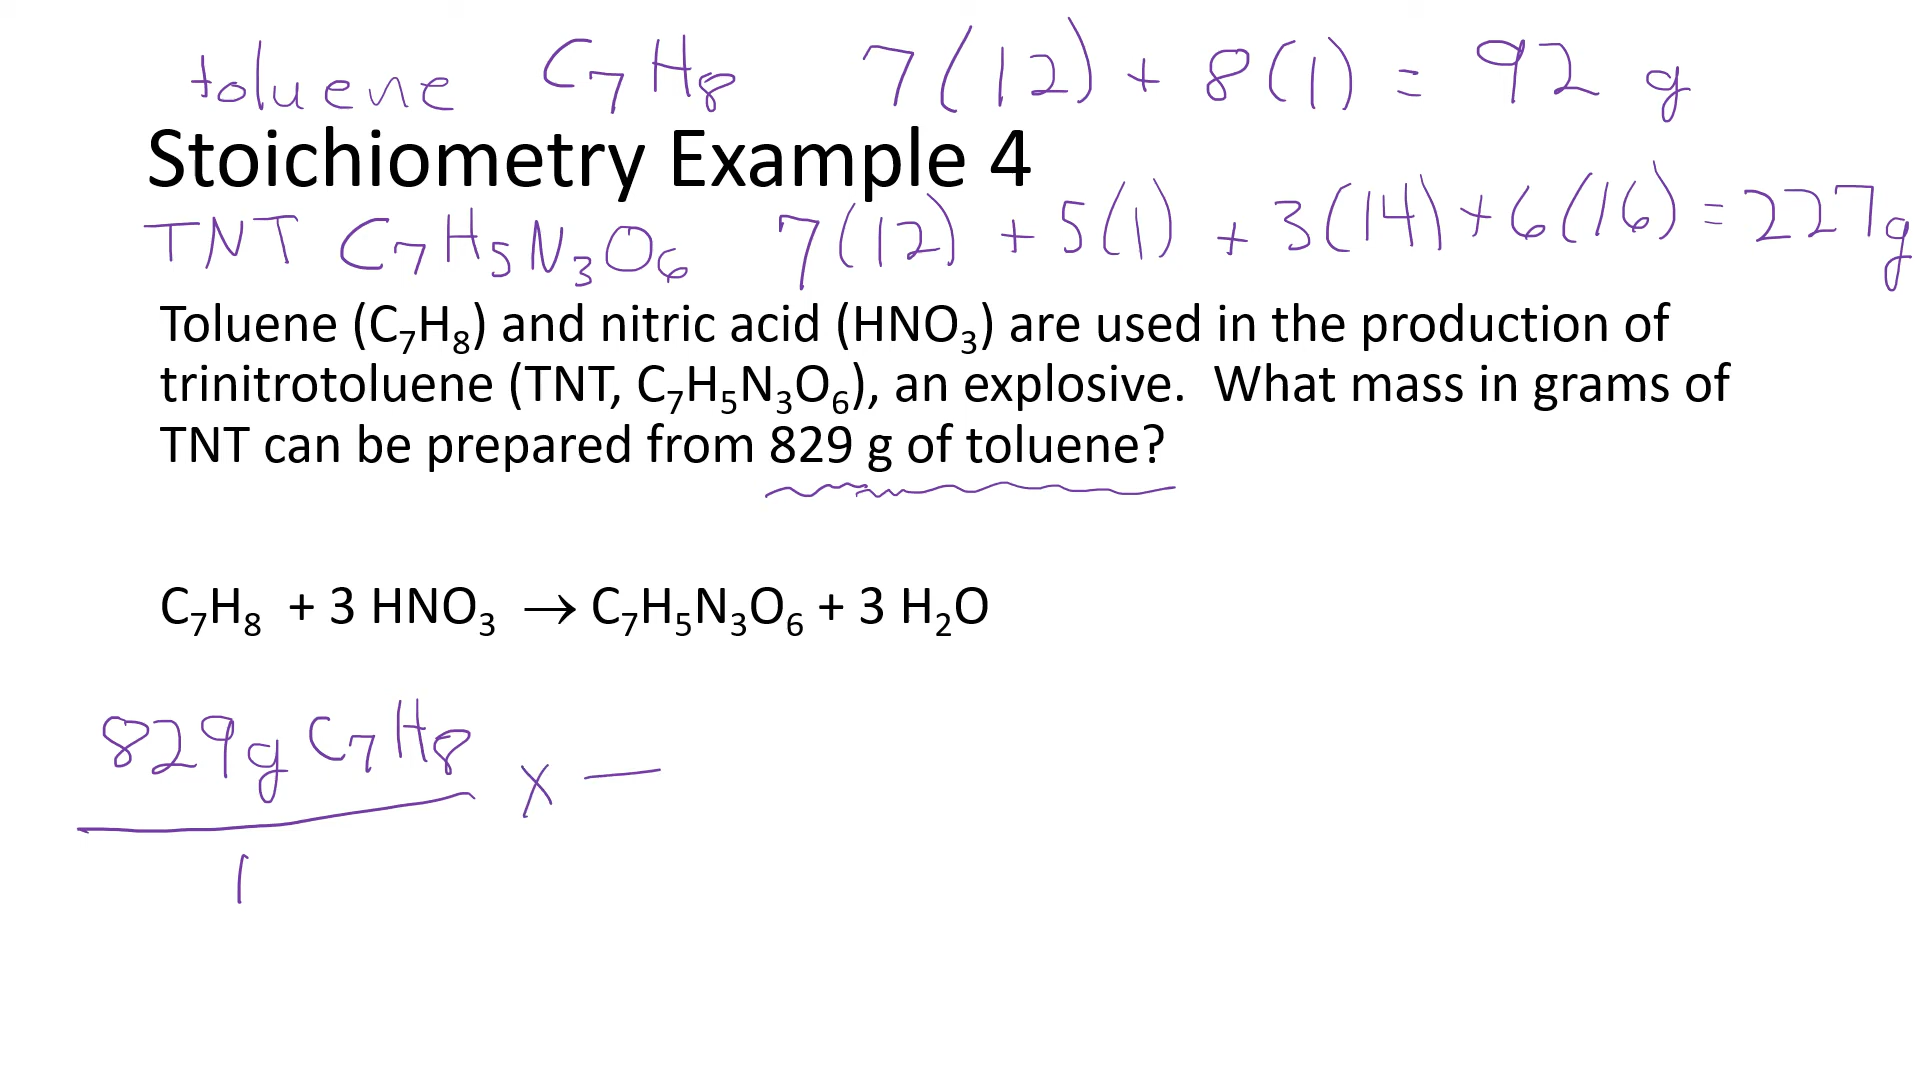 toluene C₇H₈ 7(12) + 8(1) = 92 g
Stoichiometry Example 4
TNT C₇H₅N₃O₆ 7(12) + 5(1) + 3(14) + 6(16) = 227g
Toluene (C₇H₈) and nitric acid (HNO₃) are used in the production of
trinitrotoluene (TNT, C₇H₅N₃O₆), an explosive. What mass in grams of
TNT can be prepared from 829 g of toluene?
C₇H₈ + 3 HNO₃ → C₇H₅N₃O₆ + 3 H₂O
829g C₇H₈ x —
1